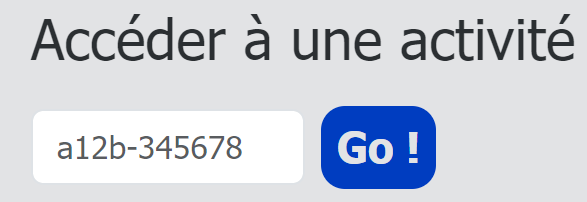 Accéder à une activité
a12b-345678 Go !